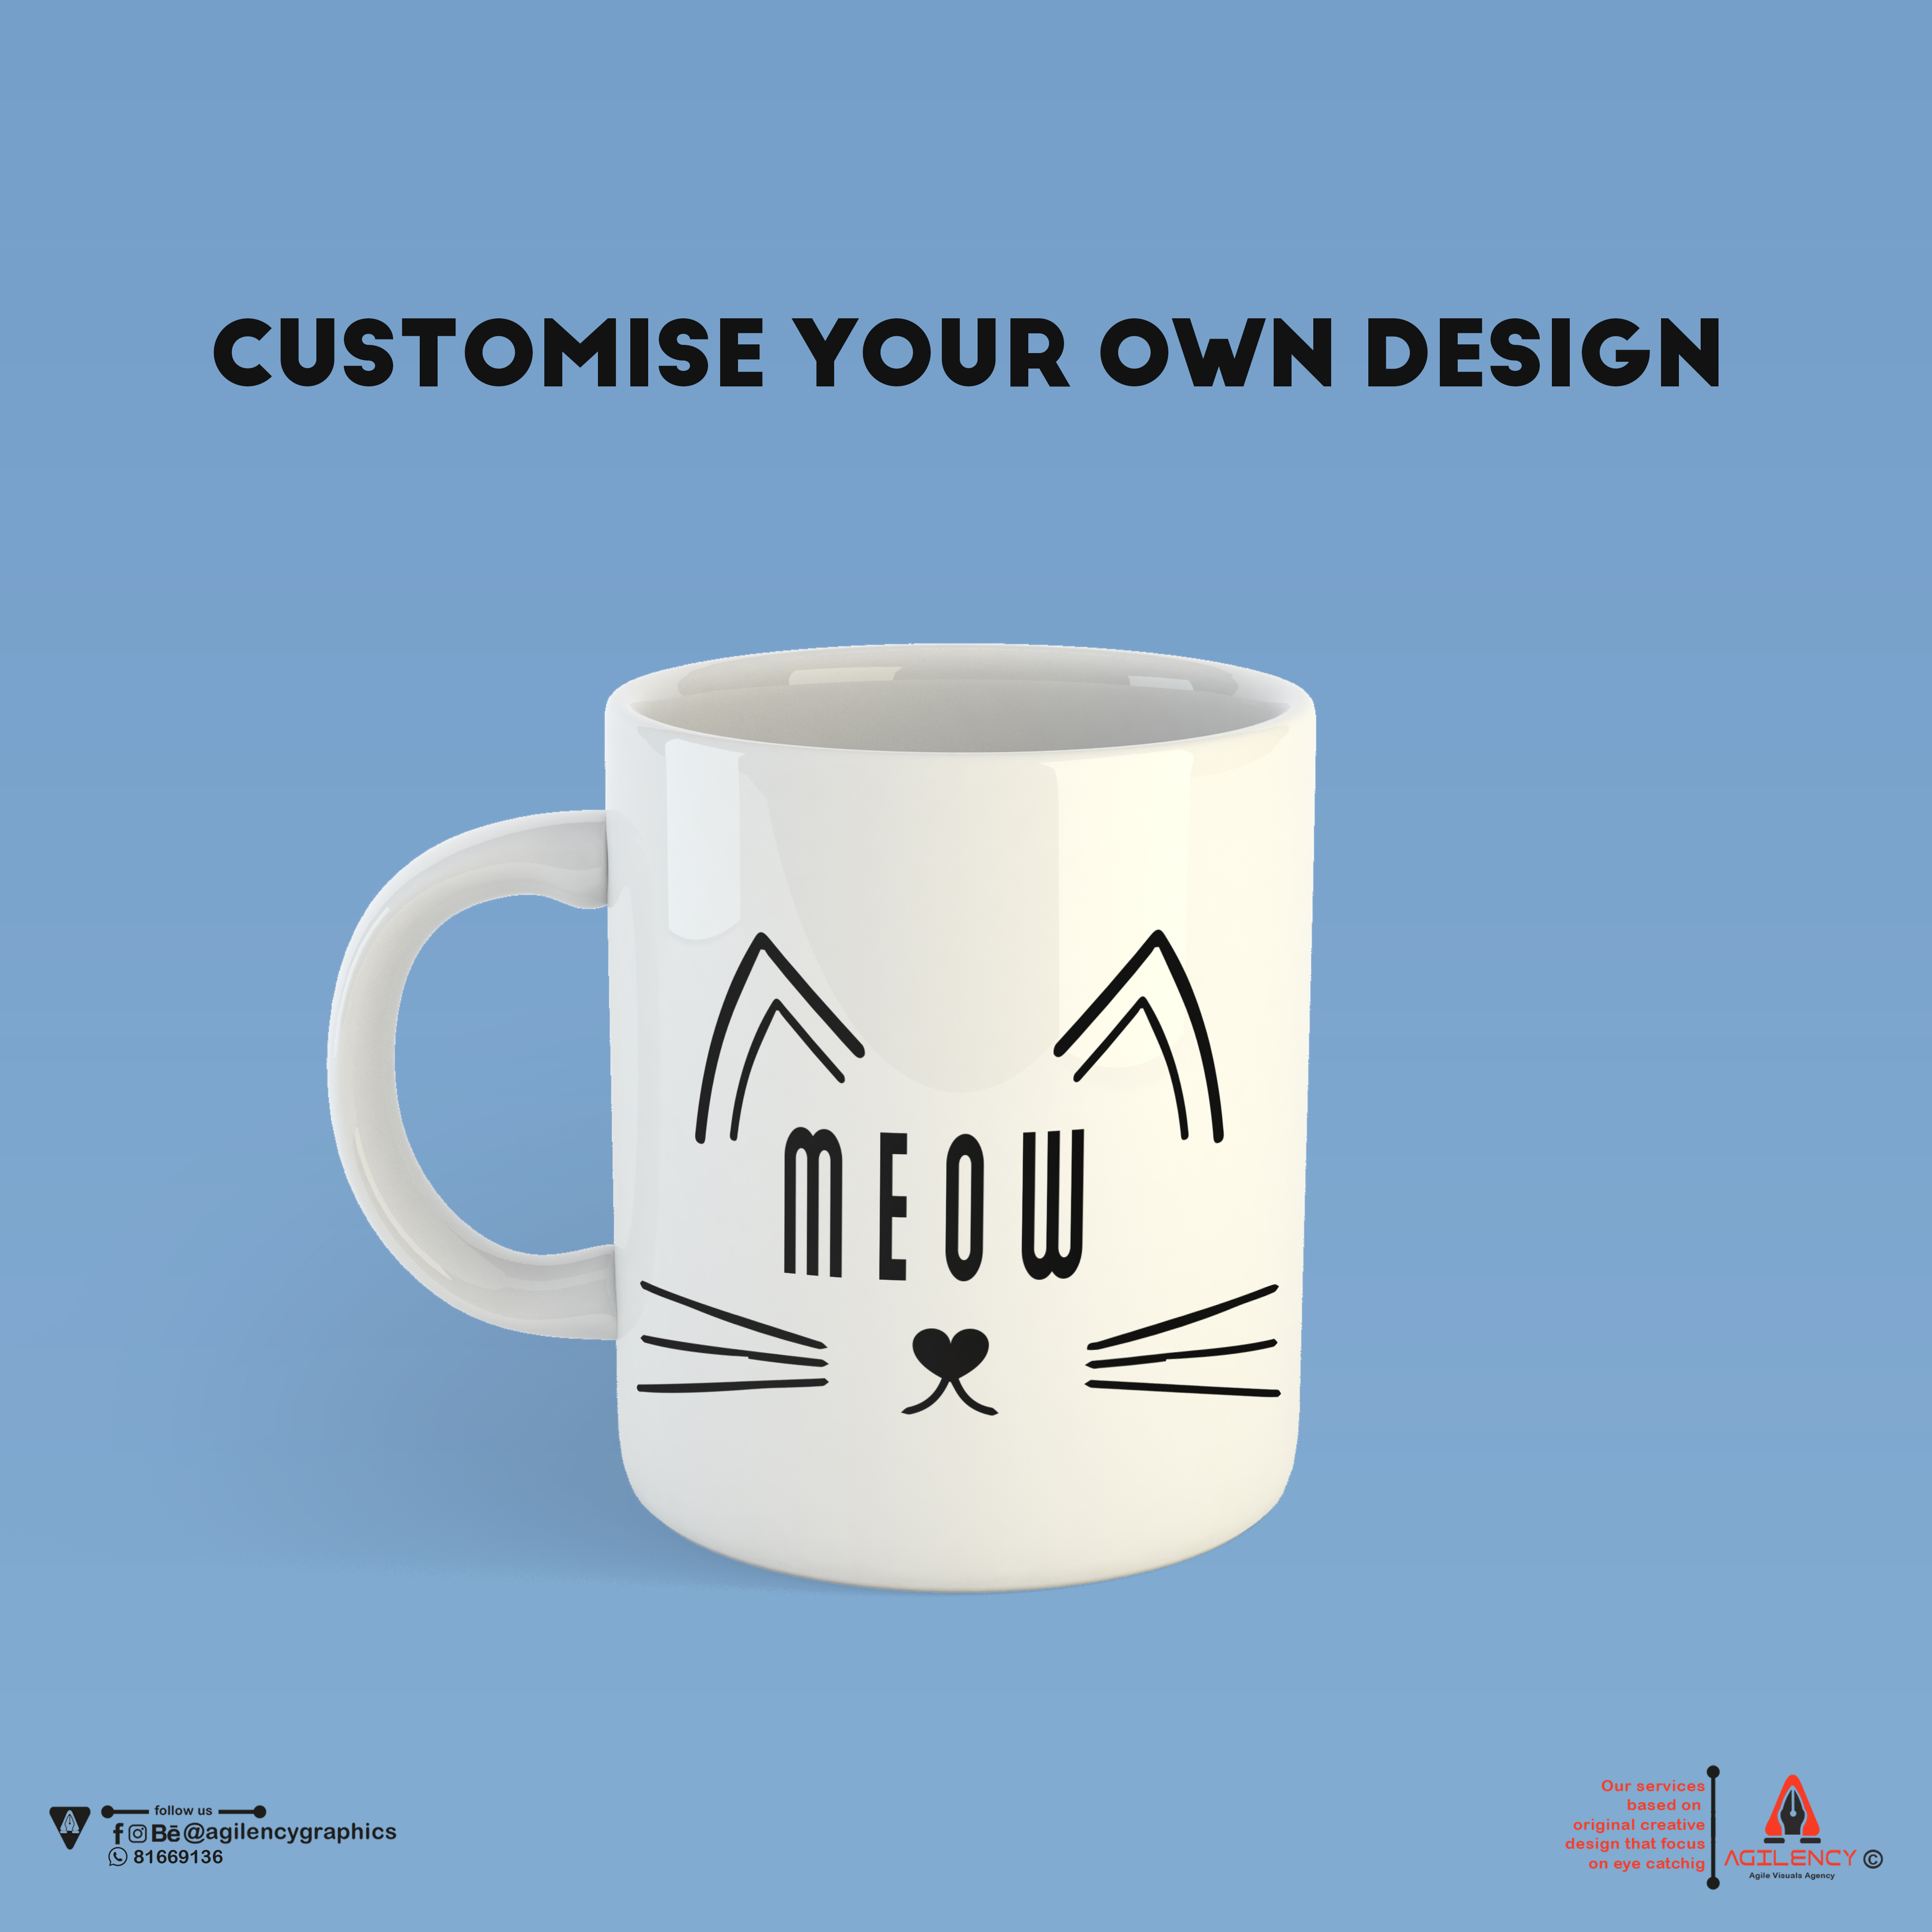 CUSTOMISE YOUR OWN DESIGN
MEOW
follow us
f Bē@agilencygraphics
81669136
Our services
based on
original creative
design that focus
on eye catchig
AGILENCY ©
Agile Visuals Agency